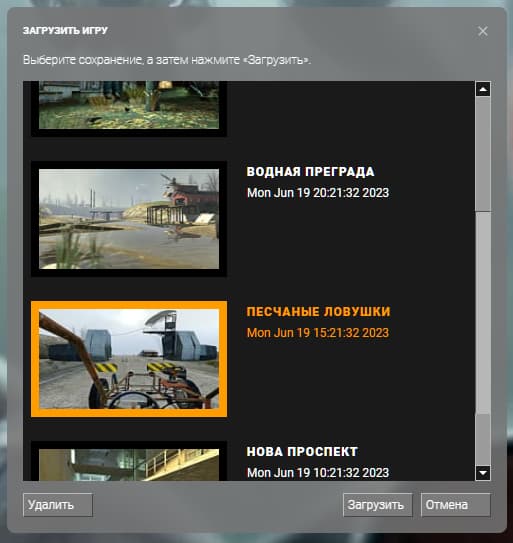 ЗАГРУЗИТЬ ИГРУ
Выберите сохранение, а затем нажмите «Загрузить».
ВОДНАЯ ПРЕГРАДА
Mon Jun 19 20:21:32 2023
ПЕСЧАНЫЕ ЛОВУШКИ
Mon Jun 19 15:21:32 2023
НОВА ПРОСПЕКТ
Mon Jun 19 10:21:32 2023
Удалить
Загрузить
Отмена